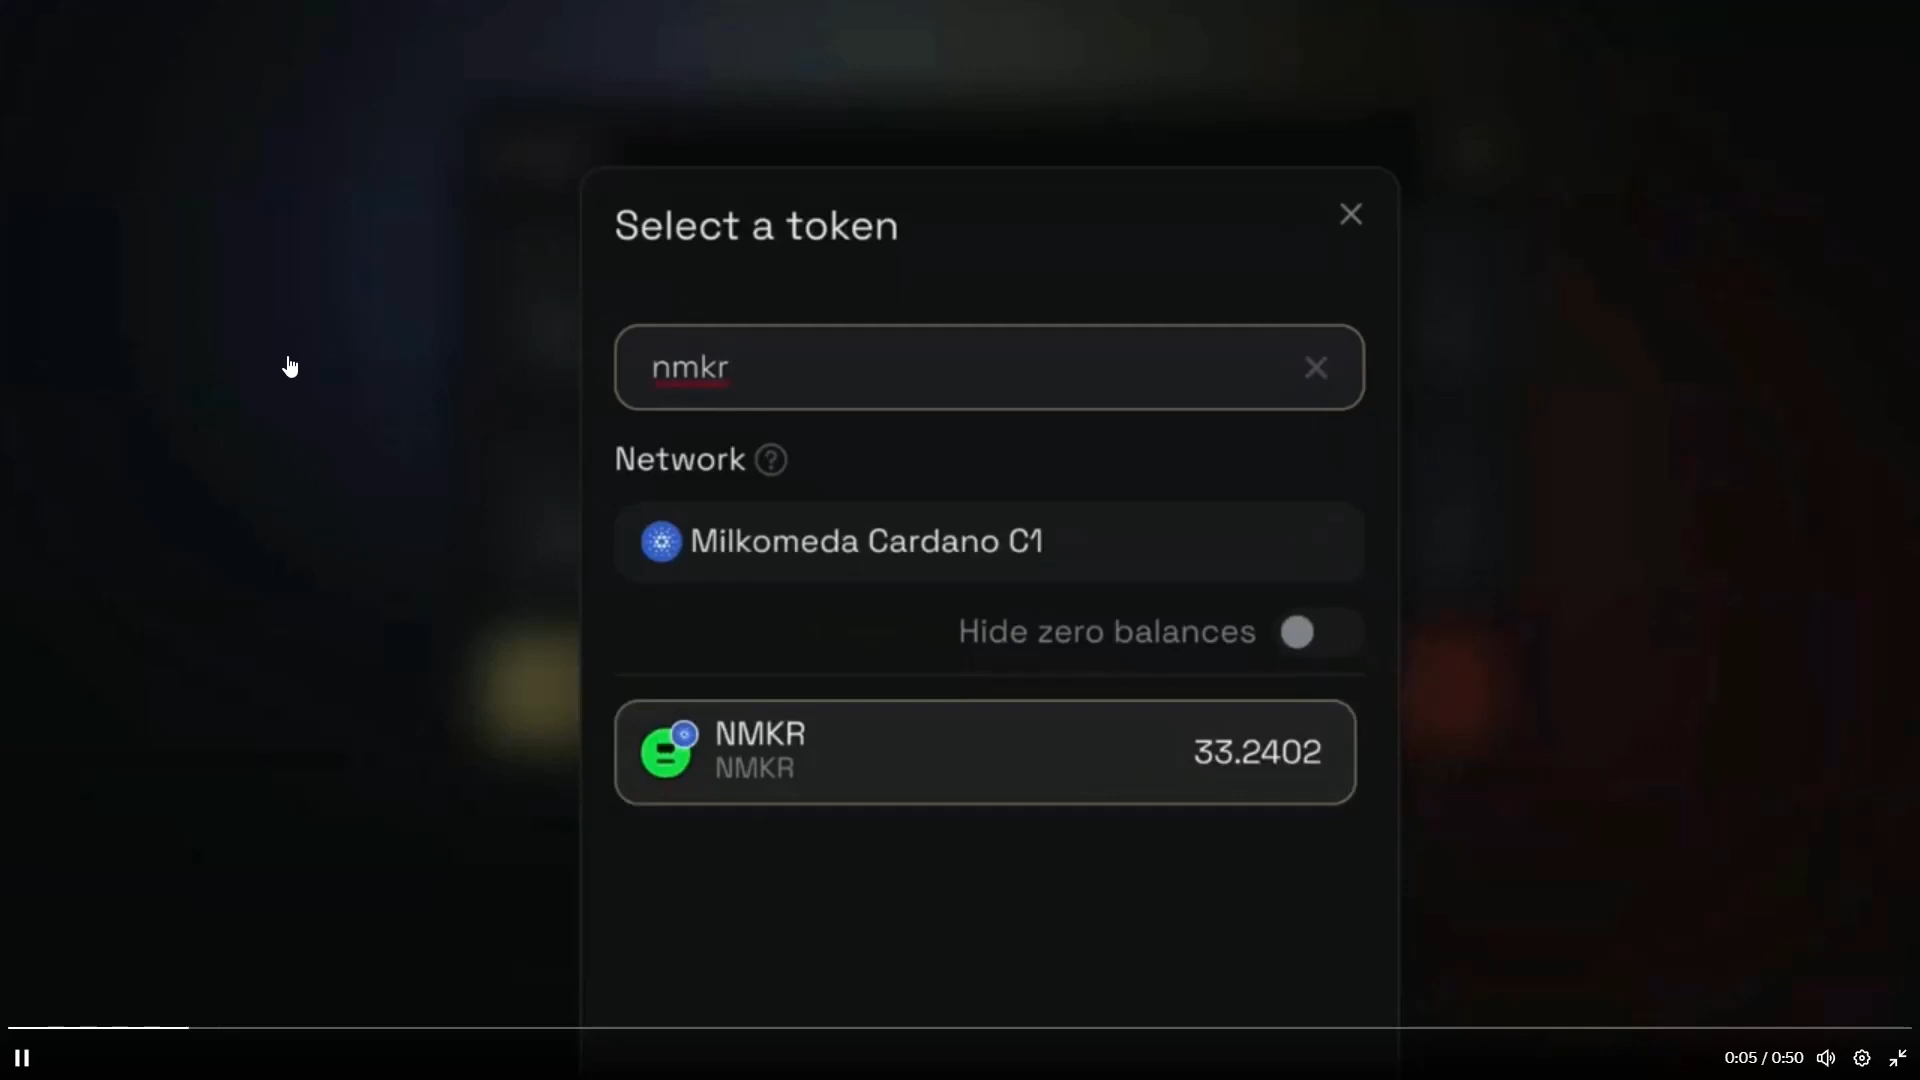 Select a token
nmkr
Network ?
Milkomeda Cardano C1
Hide zero balances
NMKR
NMKR
33.2402
0:05 / 0:50